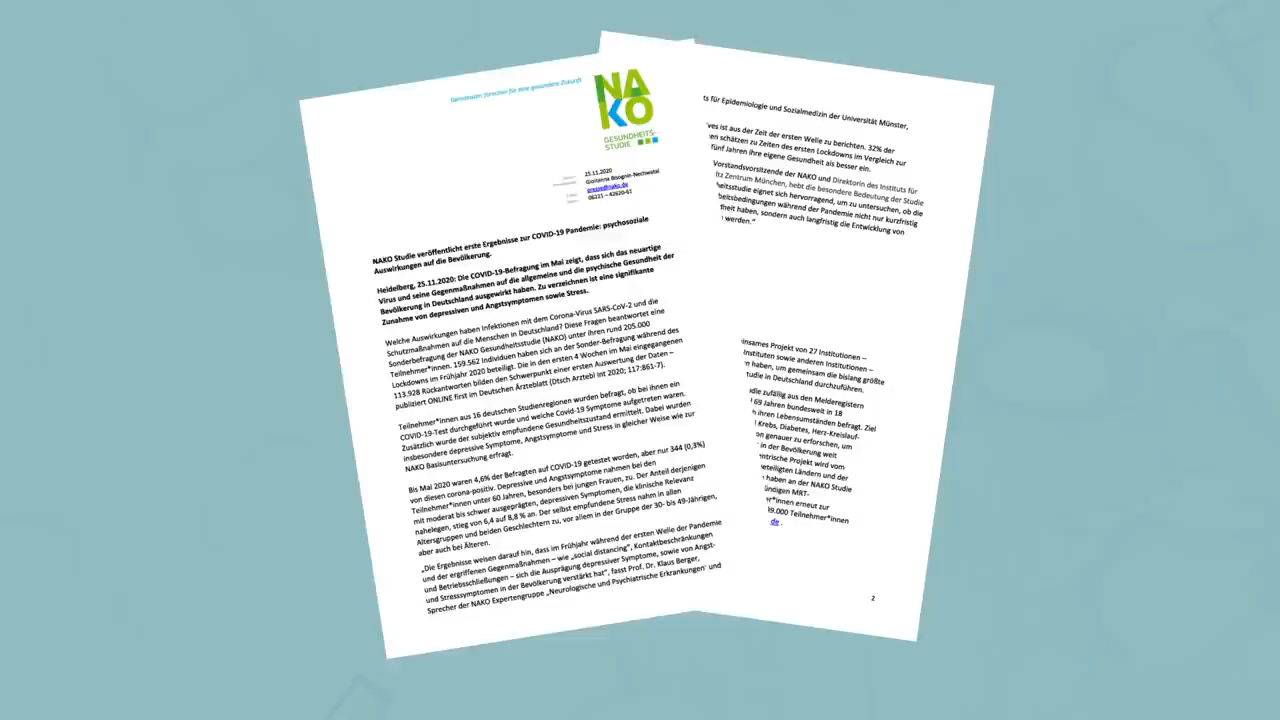 Gemeinsam forschen für eine gesündere Zukunft
NA
KO
GESUNDHEITS-
STUDIE
25.11.2020
Giovanna Bisognin-Nechwatal
presse@nako.de
06221 – 42620-61
NAKO Studie veröffentlicht erste Ergebnisse zur COVID-19 Pandemie: psychosoziale
Auswirkungen auf die Bevölkerung.
Heidelberg, 25.11.2020: Die COVID-19-Befragung im Mai zeigt, dass sich das neuartige
Virus und seine Gegenmaßnahmen auf die allgemeine und die psychische Gesundheit der
Bevölkerung in Deutschland ausgewirkt haben. Zu verzeichnen ist eine signifikante
Zunahme von depressiven und Angstsymptomen sowie Stress.
Welche Auswirkungen haben Infektionen mit dem Corona-Virus SARS-CoV-2 und die
Schutzmaßnahmen auf die Menschen in Deutschland? Diese Fragen beantwortet eine
Sonderbefragung der NAKO Gesundheitsstudie (NAKO) unter ihren rund 205.000
Teilnehmer*innen. 159.562 Individuen haben sich an der Sonder-Befragung während des
Lockdowns im Frühjahr 2020 beteiligt. Die in den ersten 4 Wochen im Mai eingegangenen
113.928 Rückantworten bilden den Schwerpunkt einer ersten Auswertung der Daten –
publiziert ONLINE first im Deutschen Ärzteblatt (Dtsch Arztebl Int 2020; 117:861-7).
Teilnehmer*innen aus 16 deutschen Studienregionen wurden befragt, ob bei ihnen ein
COVID-19-Test durchgeführt wurde und welche Covid-19 Symptome aufgetreten waren.
Zusätzlich wurde der subjektiv empfundene Gesundheitszustand ermittelt. Dabei wurden
insbesondere depressive Symptome, Angstsymptome und Stress in gleicher Weise wie zur
NAKO Basisuntersuchung erfragt.
Bis Mai 2020 waren 4,6% der Befragten auf COVID-19 getestet worden, aber nur 344 (0,3%)
von diesen corona-positiv. Depressive und Angstsymptome nahmen bei den
Teilnehmer*innen unter 60 Jahren, besonders bei jungen Frauen, zu. Der Anteil derjenigen
mit moderat bis schwer ausgeprägten, depressiven Symptomen, die klinische Relevanz
nahelegen, stieg von 6,4 auf 8,8 % an. Der selbst empfundene Stress nahm in allen
Altersgruppen und beiden Geschlechtern zu, vor allem in der Gruppe der 30- bis 49-Jährigen,
aber auch bei Älteren.
„Die Ergebnisse weisen darauf hin, dass im Frühjahr während der ersten Welle der Pandemie
und der ergriffenen Gegenmaßnahmen – wie „social distancing“, Kontaktbeschränkungen
und Betriebsschließungen – sich die Ausprägung depressiver Symptome, sowie von Angst-
und Stresssymptomen in der Bevölkerung verstärkt hat“, fasst Prof. Dr. Klaus Berger,
Sprecher der NAKO Expertengruppe „Neurologische und Psychiatrische Erkrankungen“ und
ts für Epidemiologie und Sozialmedizin der Universität Münster,
ves ist aus der Zeit der ersten Welle zu berichten. 32% der
en schätzen zu Zeiten des ersten Lockdowns im Vergleich zur
fünf Jahren ihre eigene Gesundheit als besser ein.
Vorstandsvorsitzende der NAKO und Direktorin des Instituts für
ltz Zentrum München, hebt die besondere Bedeutung der Studie
eitsstudie eignet sich hervorragend, um zu untersuchen, ob die
beitsbedingungen während der Pandemie nicht nur kurzfristig
heit haben, sondern auch langfristig die Entwicklung von
werden.“
insames Projekt von 27 Institutionen –
Instituten sowie anderen Institutionen –
n haben, um gemeinsam die bislang größte
tudie in Deutschland durchzuführen.
die zufällig aus den Melderegistern
69 Jahren bundesweit in 18
h ihren Lebensumständen befragt. Ziel
Krebs, Diabetes, Herz-Kreislauf-
on genauer zu erforschen, um
in der Bevölkerung weit
entrische Projekt wird vom
beteiligten Ländern und der
haben an der NAKO Studie
tündigen MRT-
er*innen erneut zur
9.000 Teilnehmer*innen
de .
2